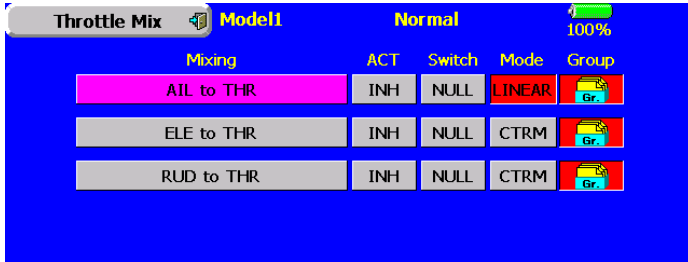 Throttle Mix Model1 Normal 100%
Mixing ACT Switch Mode Group
AIL to THR INH NULL LINEAR Gr.
ELE to THR INH NULL CTRM Gr.
RUD to THR INH NULL CTRM Gr.